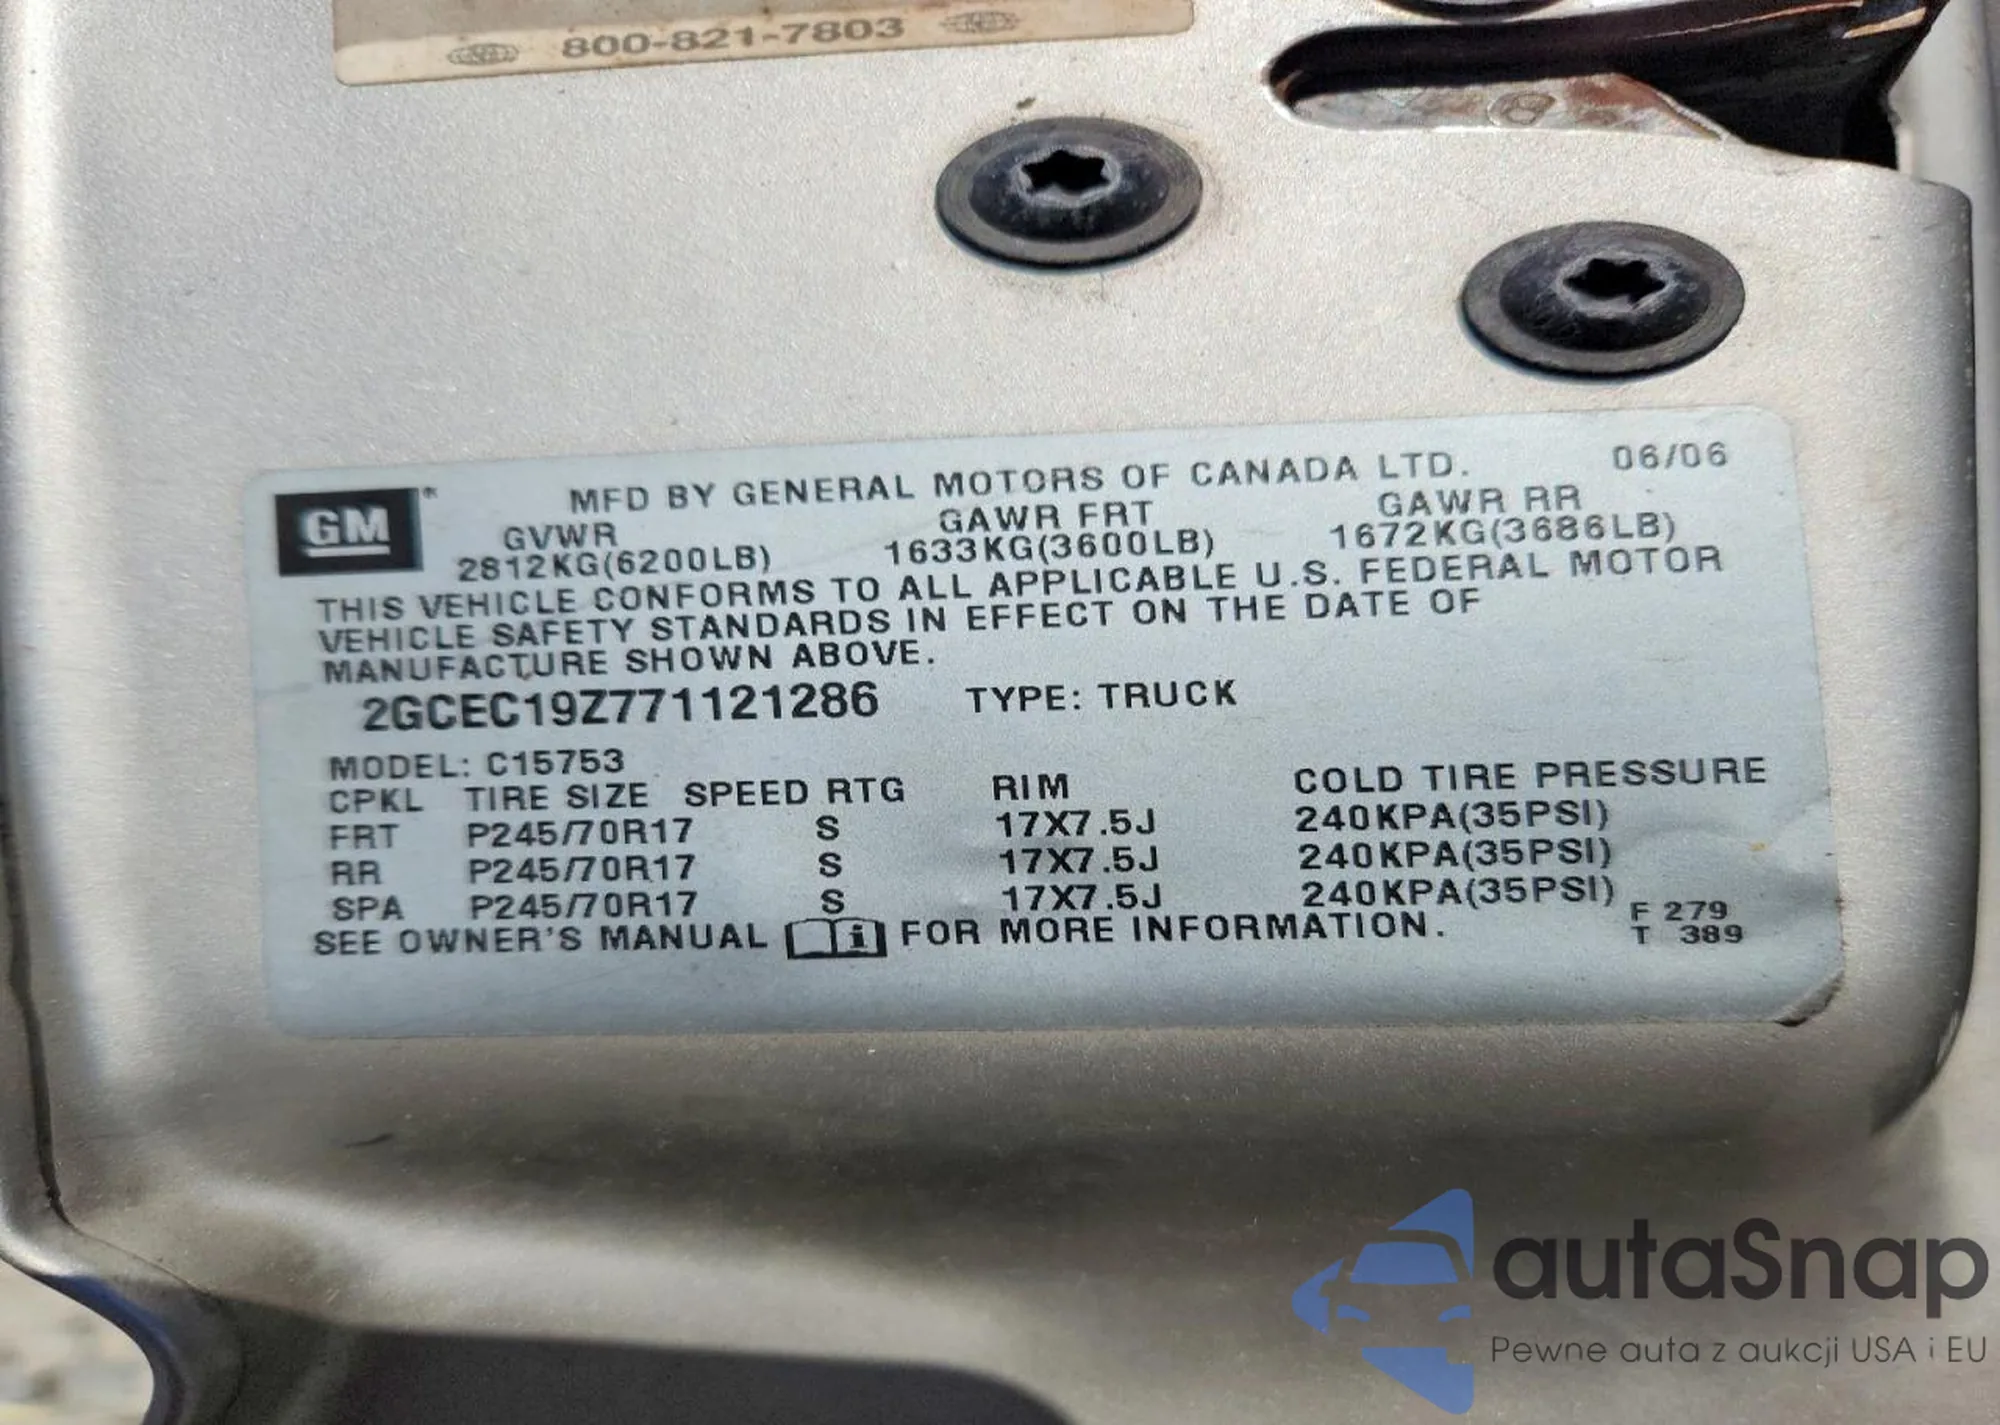 800-821-7803
GM
MFD BY GENERAL MOTORS OF CANADA LTD. 06/06
GVWR GAWR FRT GAWR RR
2812KG(6200LB) 1633KG(3600LB) 1672KG(3686LB)
THIS VEHICLE CONFORMS TO ALL APPLICABLE U.S. FEDERAL MOTOR
VEHICLE SAFETY STANDARDS IN EFFECT ON THE DATE OF
MANUFACTURE SHOWN ABOVE.
2GCEC19Z771121286 TYPE: TRUCK
MODEL: C15753
CPKL TIRE SIZE SPEED RTG RIM COLD TIRE PRESSURE
FRT P245/70R17 S 17X7.5J 240KPA(35PSI)
RR P245/70R17 S 17X7.5J 240KPA(35PSI)
SPA P245/70R17 S 17X7.5J 240KPA(35PSI)
SEE OWNER'S MANUAL i FOR MORE INFORMATION.
F 279
T 389
autaSnap
Pewne auta z aukcji USA i EU